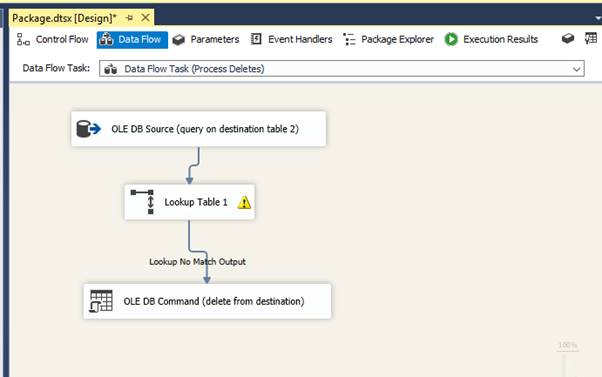 Package.dtsx [Design]*
Control Flow Data Flow Parameters Event Handlers Package Explorer Execution Results
Data Flow Task: Data Flow Task (Process Deletes)
OLE DB Source (query on destination table 2)
Lookup Table 1
Lookup No Match Output
OLE DB Command (delete from destination)
100%